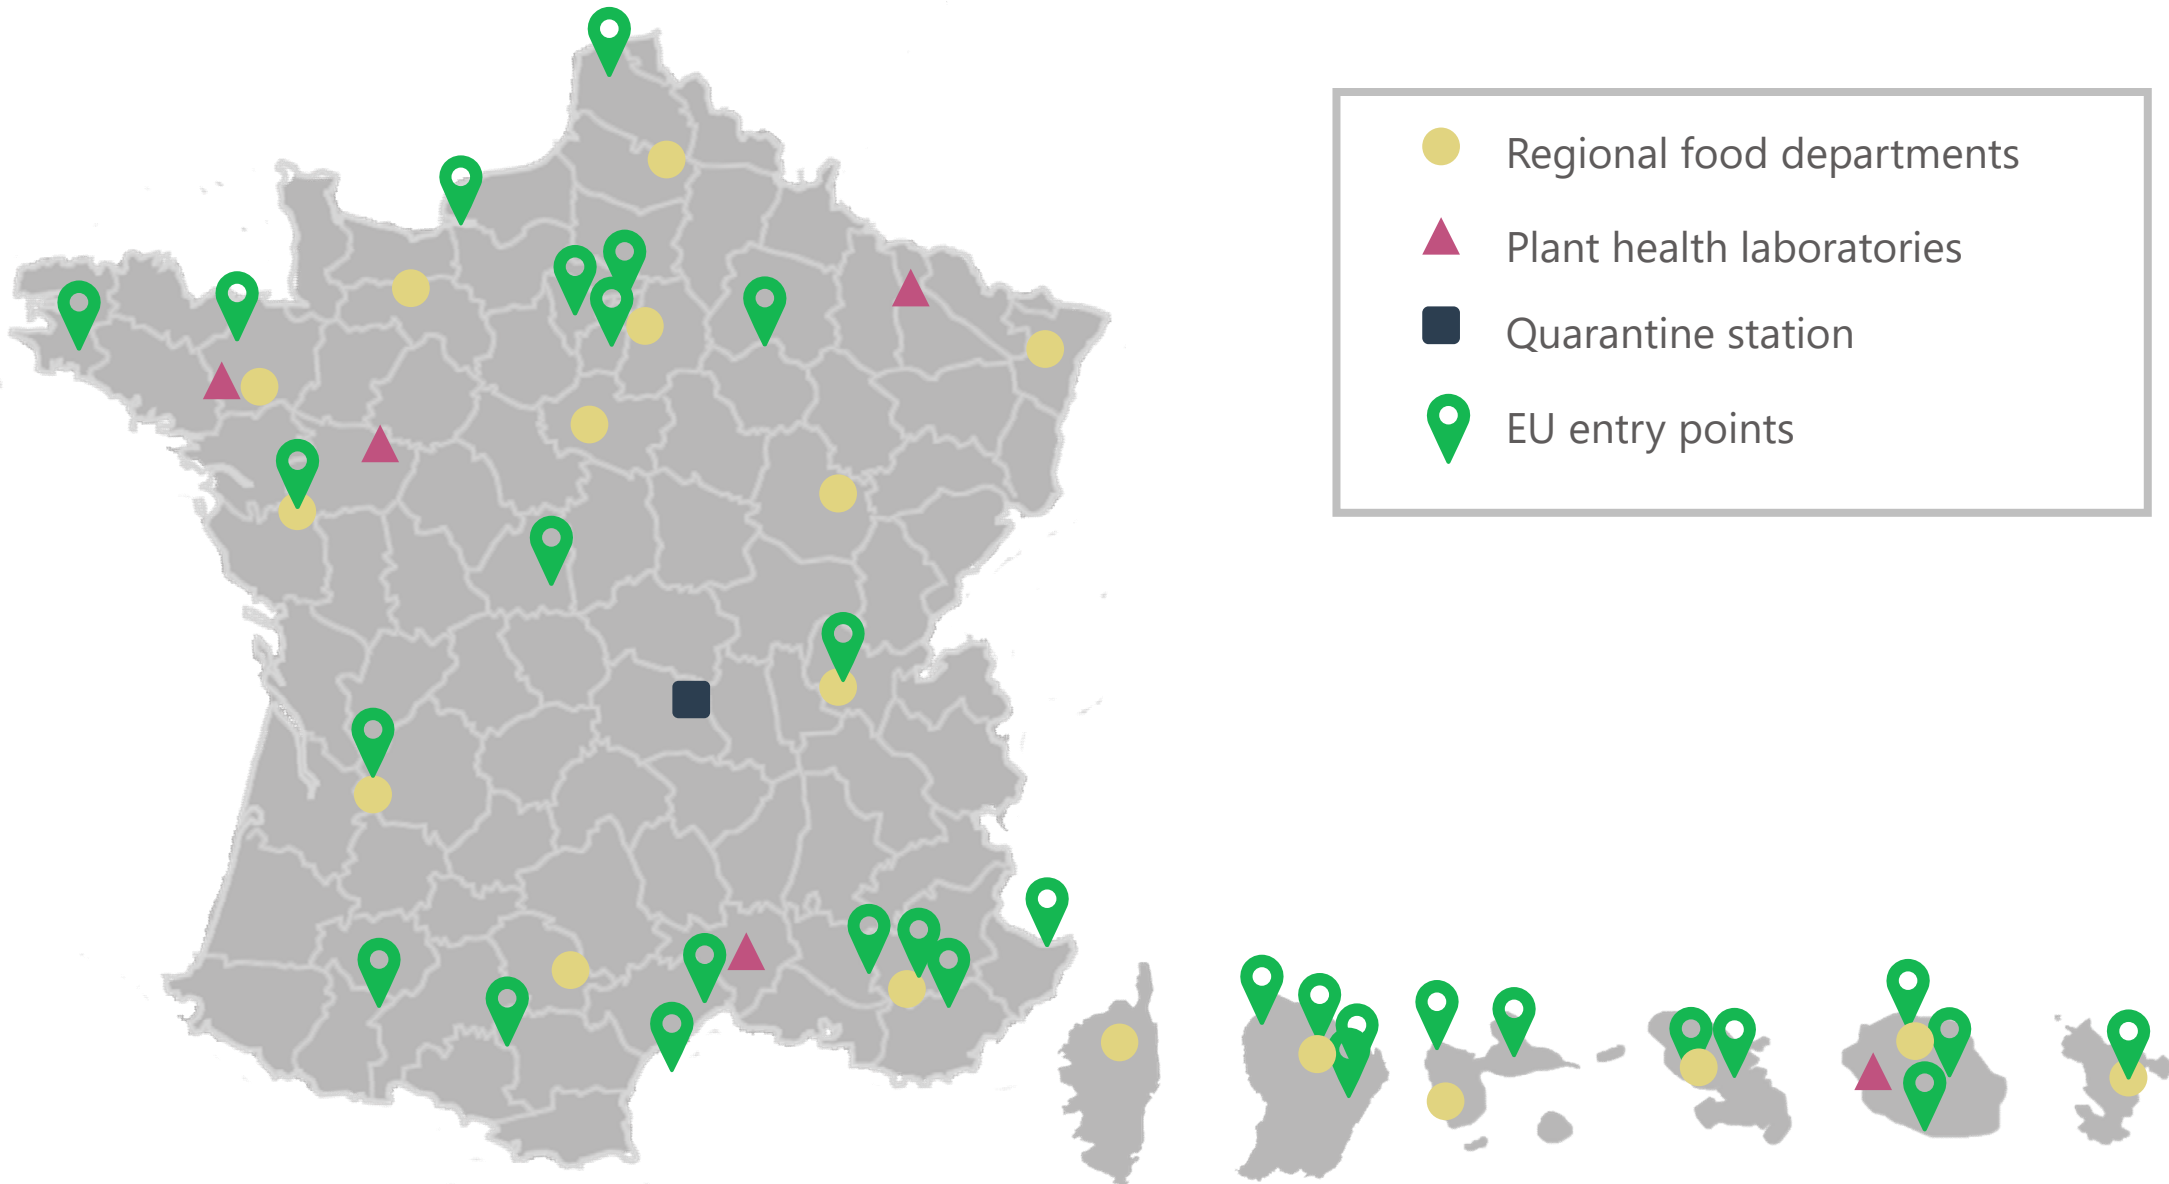 Regional food departments
Plant health laboratories
Quarantine station
EU entry points